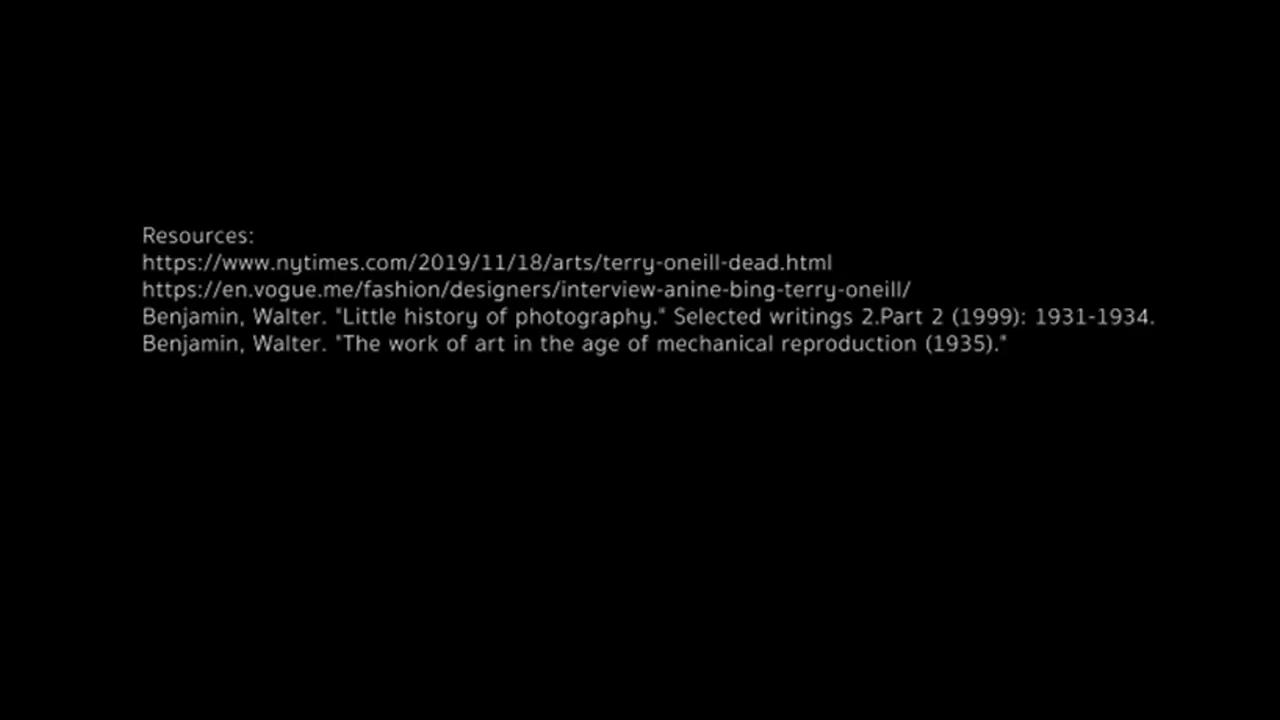 Resources:
https://www.nytimes.com/2019/11/18/arts/terry-oneill-dead.html
https://en.vogue.me/fashion/designers/interview-anine-bing-terry-oneill/
Benjamin, Walter. "Little history of photography." Selected writings 2.Part 2 (1999): 1931-1934.
Benjamin, Walter. "The work of art in the age of mechanical reproduction (1935)."